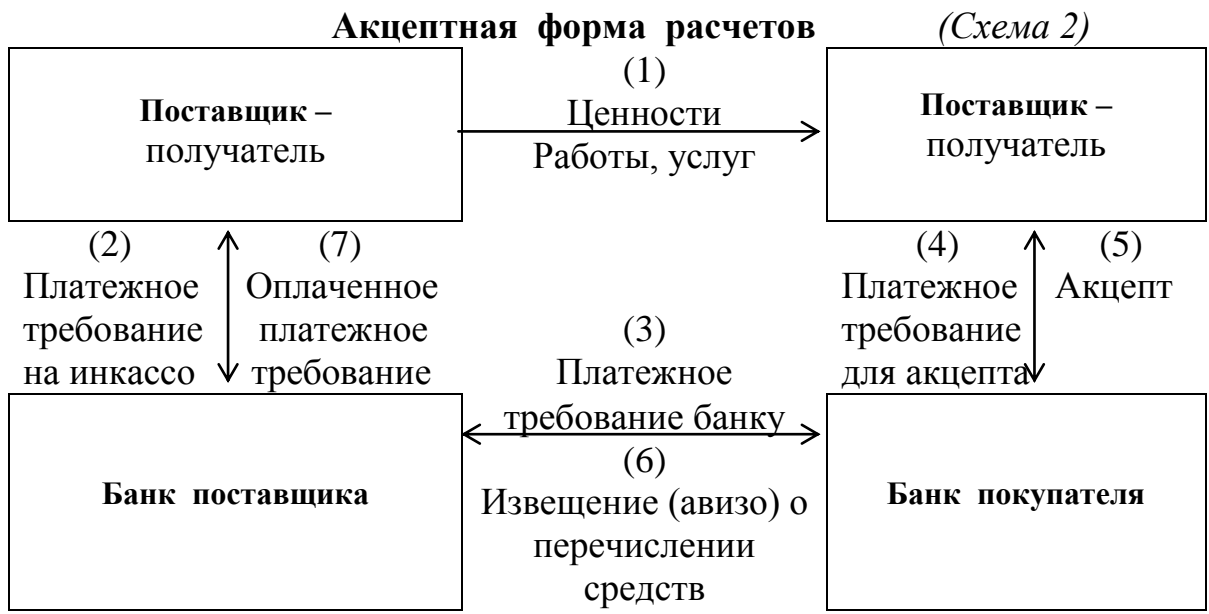 Акцептная форма расчетов (Схема 2)
Поставщик –
получатель
(1)
Ценности
Работы, услуг
Поставщик –
получатель
(2)
Платежное
требование
на инкассо
(7)
Оплаченное
платежное
требование
(3)
Платежное
требование банку
(6)
Извещение (авизо) о
перечислении
средств
(4)
Платежное
требование
для акцепта
(5)
Акцепт
Банк поставщика
Банк покупателя